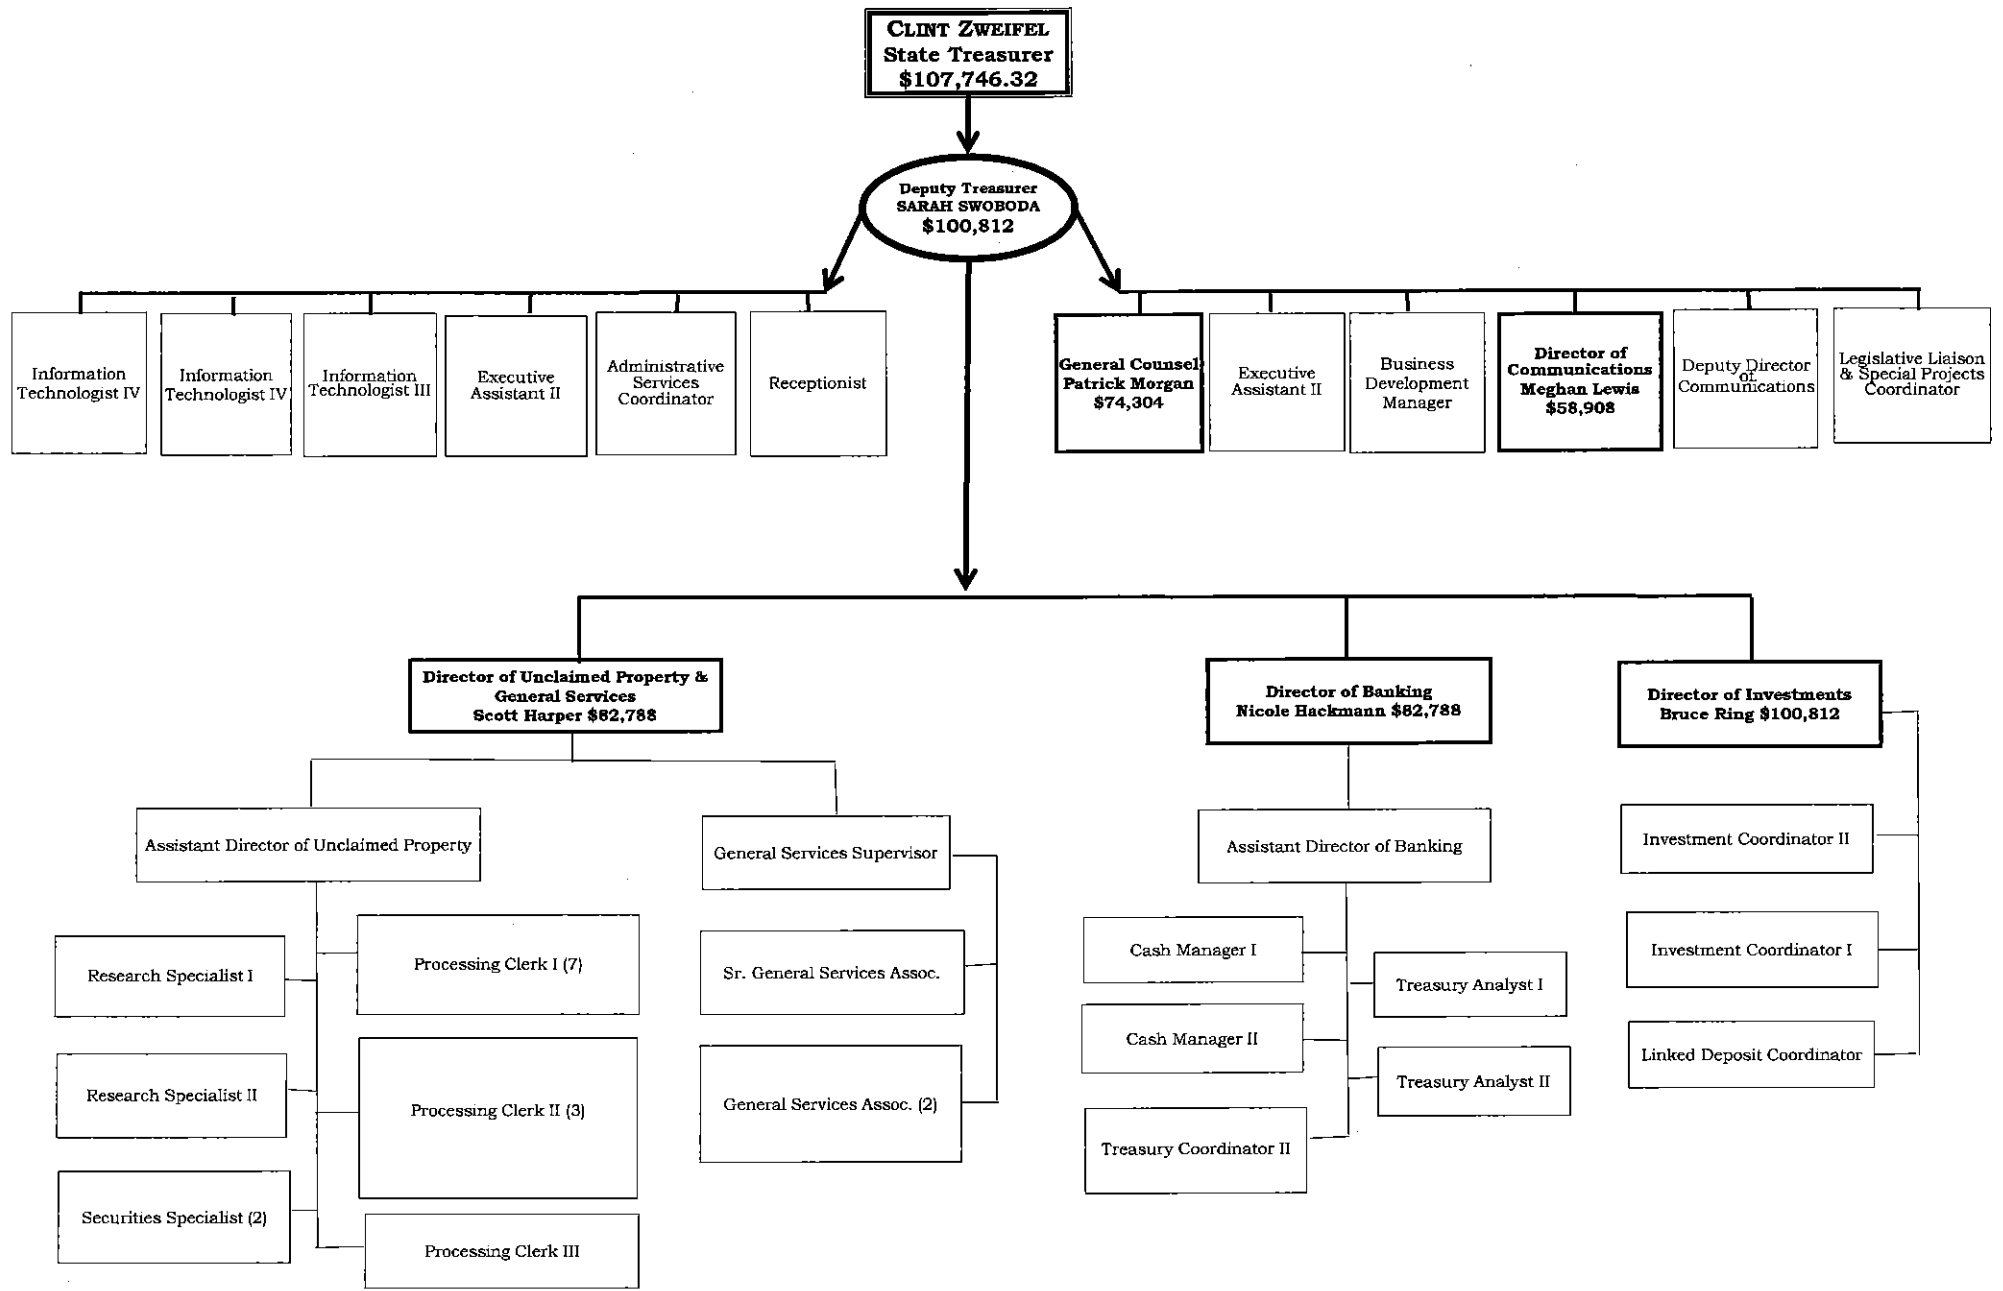 CLINT ZWEIFEL
State Treasurer
$107,746.32
Deputy Treasurer
SARAH SWOBODA
$100,812
Information
Technologist IV
Information
Technologist IV
Information
Technologist III
Executive
Assistant II
Administrative
Services
Coordinator
Receptionist
General Counsel
Patrick Morgan
$74,304
Executive
Assistant II
Business
Development
Manager
Director of
Communications
Meghan Lewis
$58,908
Deputy Director
of
Communications
Legislative Liaison
& Special Projects
Coordinator
Director of Unclaimed Property &
General Services
Scott Harper $82,788
Director of Banking
Nicole Hackmann $82,788
Director of Investments
Bruce Ring $100,812
Assistant Director of Unclaimed Property
General Services Supervisor
Assistant Director of Banking
Investment Coordinator II
Research Specialist I
Processing Clerk I (7)
Sr. General Services Assoc.
Cash Manager I
Treasury Analyst I
Investment Coordinator I
Research Specialist II
Processing Clerk II (3)
General Services Assoc. (2)
Cash Manager II
Treasury Analyst II
Linked Deposit Coordinator
Treasury Coordinator II
Securities Specialist (2)
Processing Clerk III